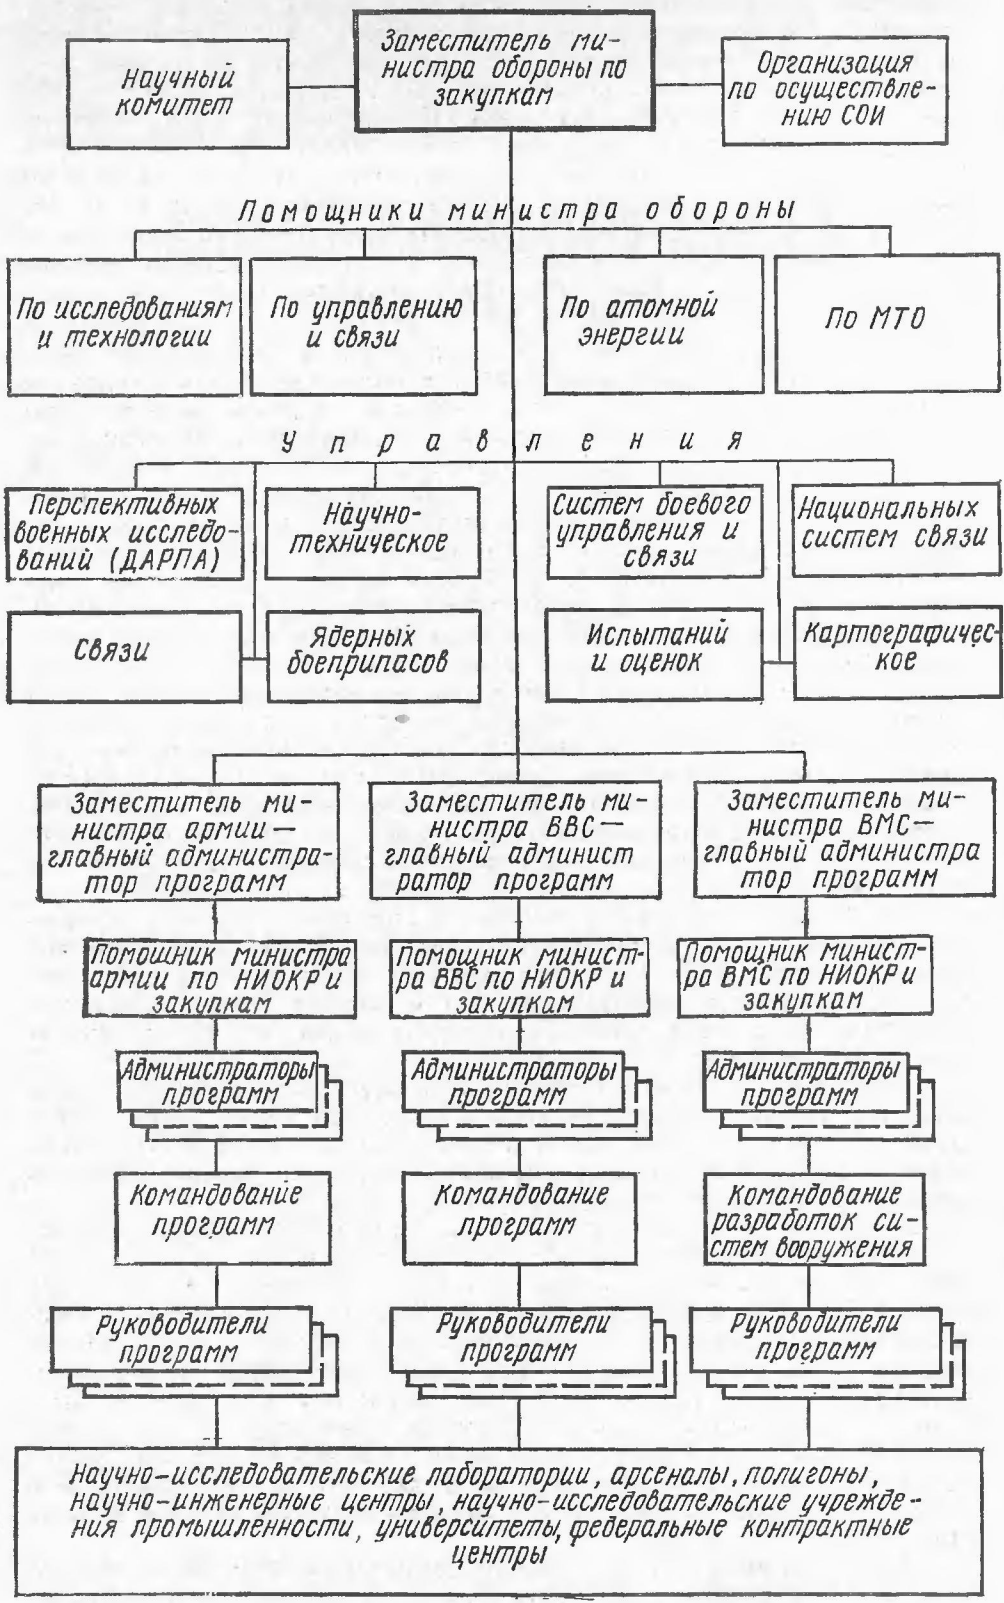 Научный
комитет
Заместитель ми-
нистра обороны по
закупкам
Организация
по осуществле-
нию СОИ
Помощники министра обороны
По исследованиям
и технологии
По управлению
и связи
По атомной
энергии
По МТО
Управления
Перспективных
военных исследо-
ваний (ДАРПА)
Научно-
техническое
Систем боевого
управления и
связи
Национальных
систем связи
Связи
Ядерных
боеприпасов
Испытаний
и оценок
Картографичес-
кое
Заместитель ми-
нистра армии—
главный администра-
тор программ
Заместитель ми-
нистра ВВС—
главный админист
ратор программ
Заместитель ми-
нистра ВМС—
главный администра
тор программ
Помошник министра
армии по НИОКР и
закупкам
Помощник минист-
ра ВВС по НИОКР и
закупкам
Помощник минист-
ра ВМС по НИОКР и
закупкам
Администраторы
программ
Администраторы
программ
Администраторы
программ
Командование
программ
Командование
программ
Командование
разработок си-
стем вооружения
Руководители
программ
Руководители
программ
Руководители
программ
Научно-исследовательские лаборатории, арсеналы, полигоны,
научно-инженерные центры, научно-исследовательские учрежде-
ния промышленности, университеты, федеральные контрактные
центры